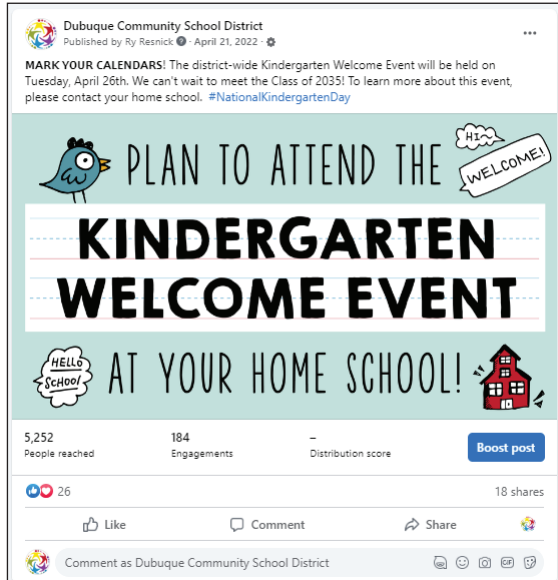 Dubuque Community School District
Published by Ry Resnick · April 21, 2022 ·
MARK YOUR CALENDARS! The district-wide Kindergarten Welcome Event will be held on
Tuesday, April 26th. We can't wait to meet the Class of 2035! To learn more about this event,
please contact your home school. #NationalKindergartenDay
HI~
PLAN TO ATTEND THE
WELCOME!
KINDERGARTEN
WELCOME EVENT
HELLO
SCHOOL
AT YOUR HOME SCHOOL!
5,252 184 –
People reached Engagements Distribution score
Boost post
26 18 shares
Like Comment Share
Comment as Dubuque Community School District
GIF